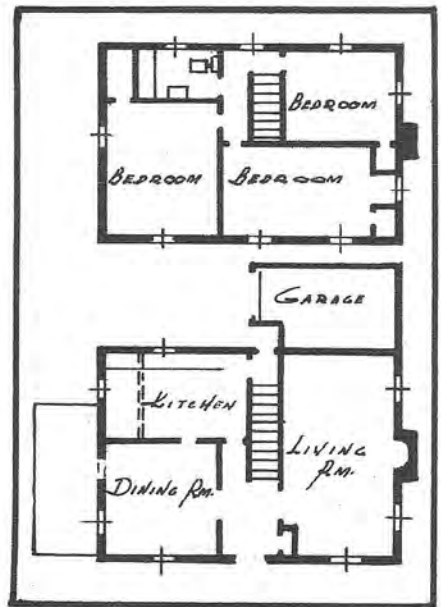 BEDROOM
BEDROOM
BEDROOM
GARAGE
KITCHEN
LIVING
RM.
DINING RM.